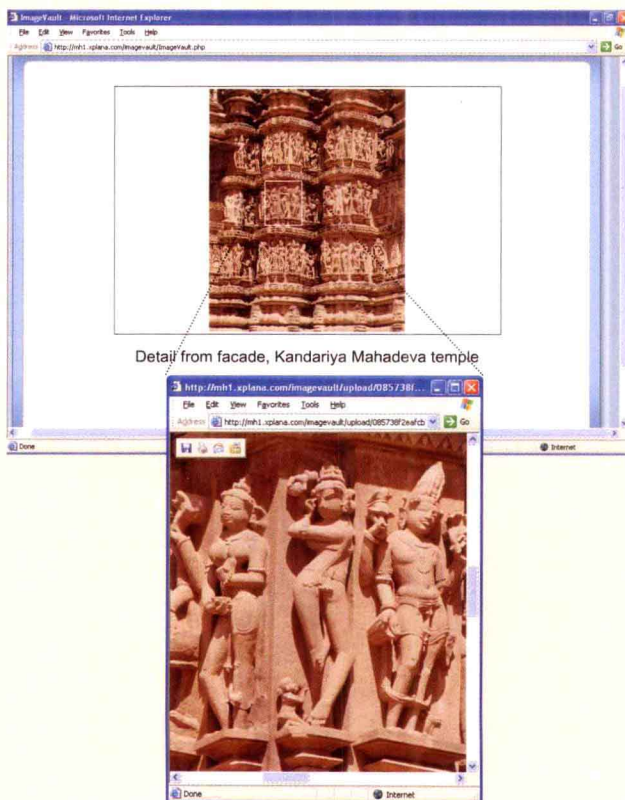 ImageVault - Microsoft Internet Explorer
File Edit View Favorites Tools Help
Address http://mh1.xplana.com/imagevault/ImageVault.php Go
Detail from facade, Kandariya Mahadeva temple
http://mh1.xplana.com/imagevault/upload/085738f...
File Edit View Favorites Tools Help
Address http://mh1.xplana.com/imagevault/upload/085738f2eafcb Go
Done Internet
Done Internet